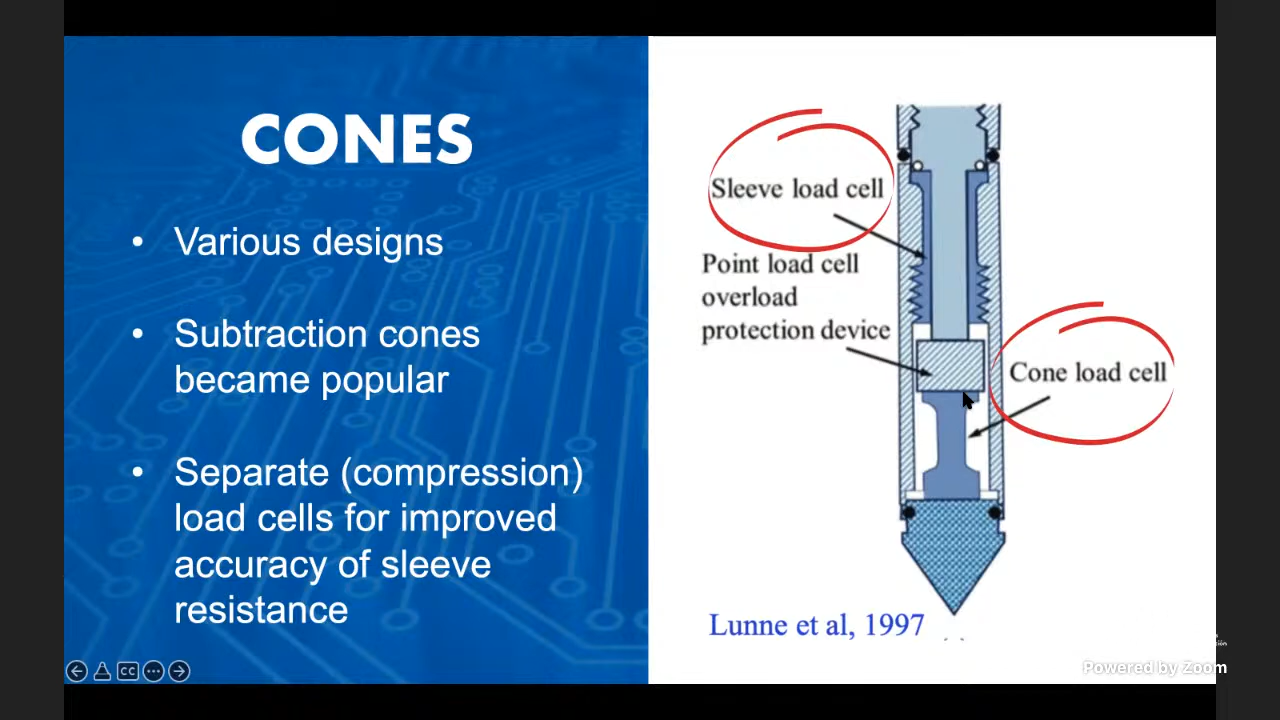 CONES
• Various designs
• Subtraction cones
became popular
• Separate (compression)
load cells for improved
accuracy of sleeve
resistance
Sleeve load cell
Point load cell
overload
protection device
Cone load cell
Lunne et al, 1997
CC
Powered by Zoom